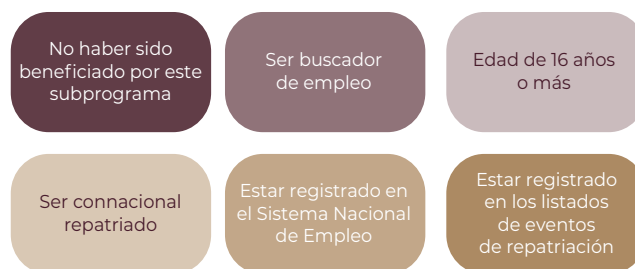 No haber sido
beneficiado por este
subprograma
Ser buscador
de empleo
Edad de 16 años
o más
Ser connacional
repatriado
Estar registrado en
el Sistema Nacional
de Empleo
Estar registrado
en los listados
de eventos
de repatriación